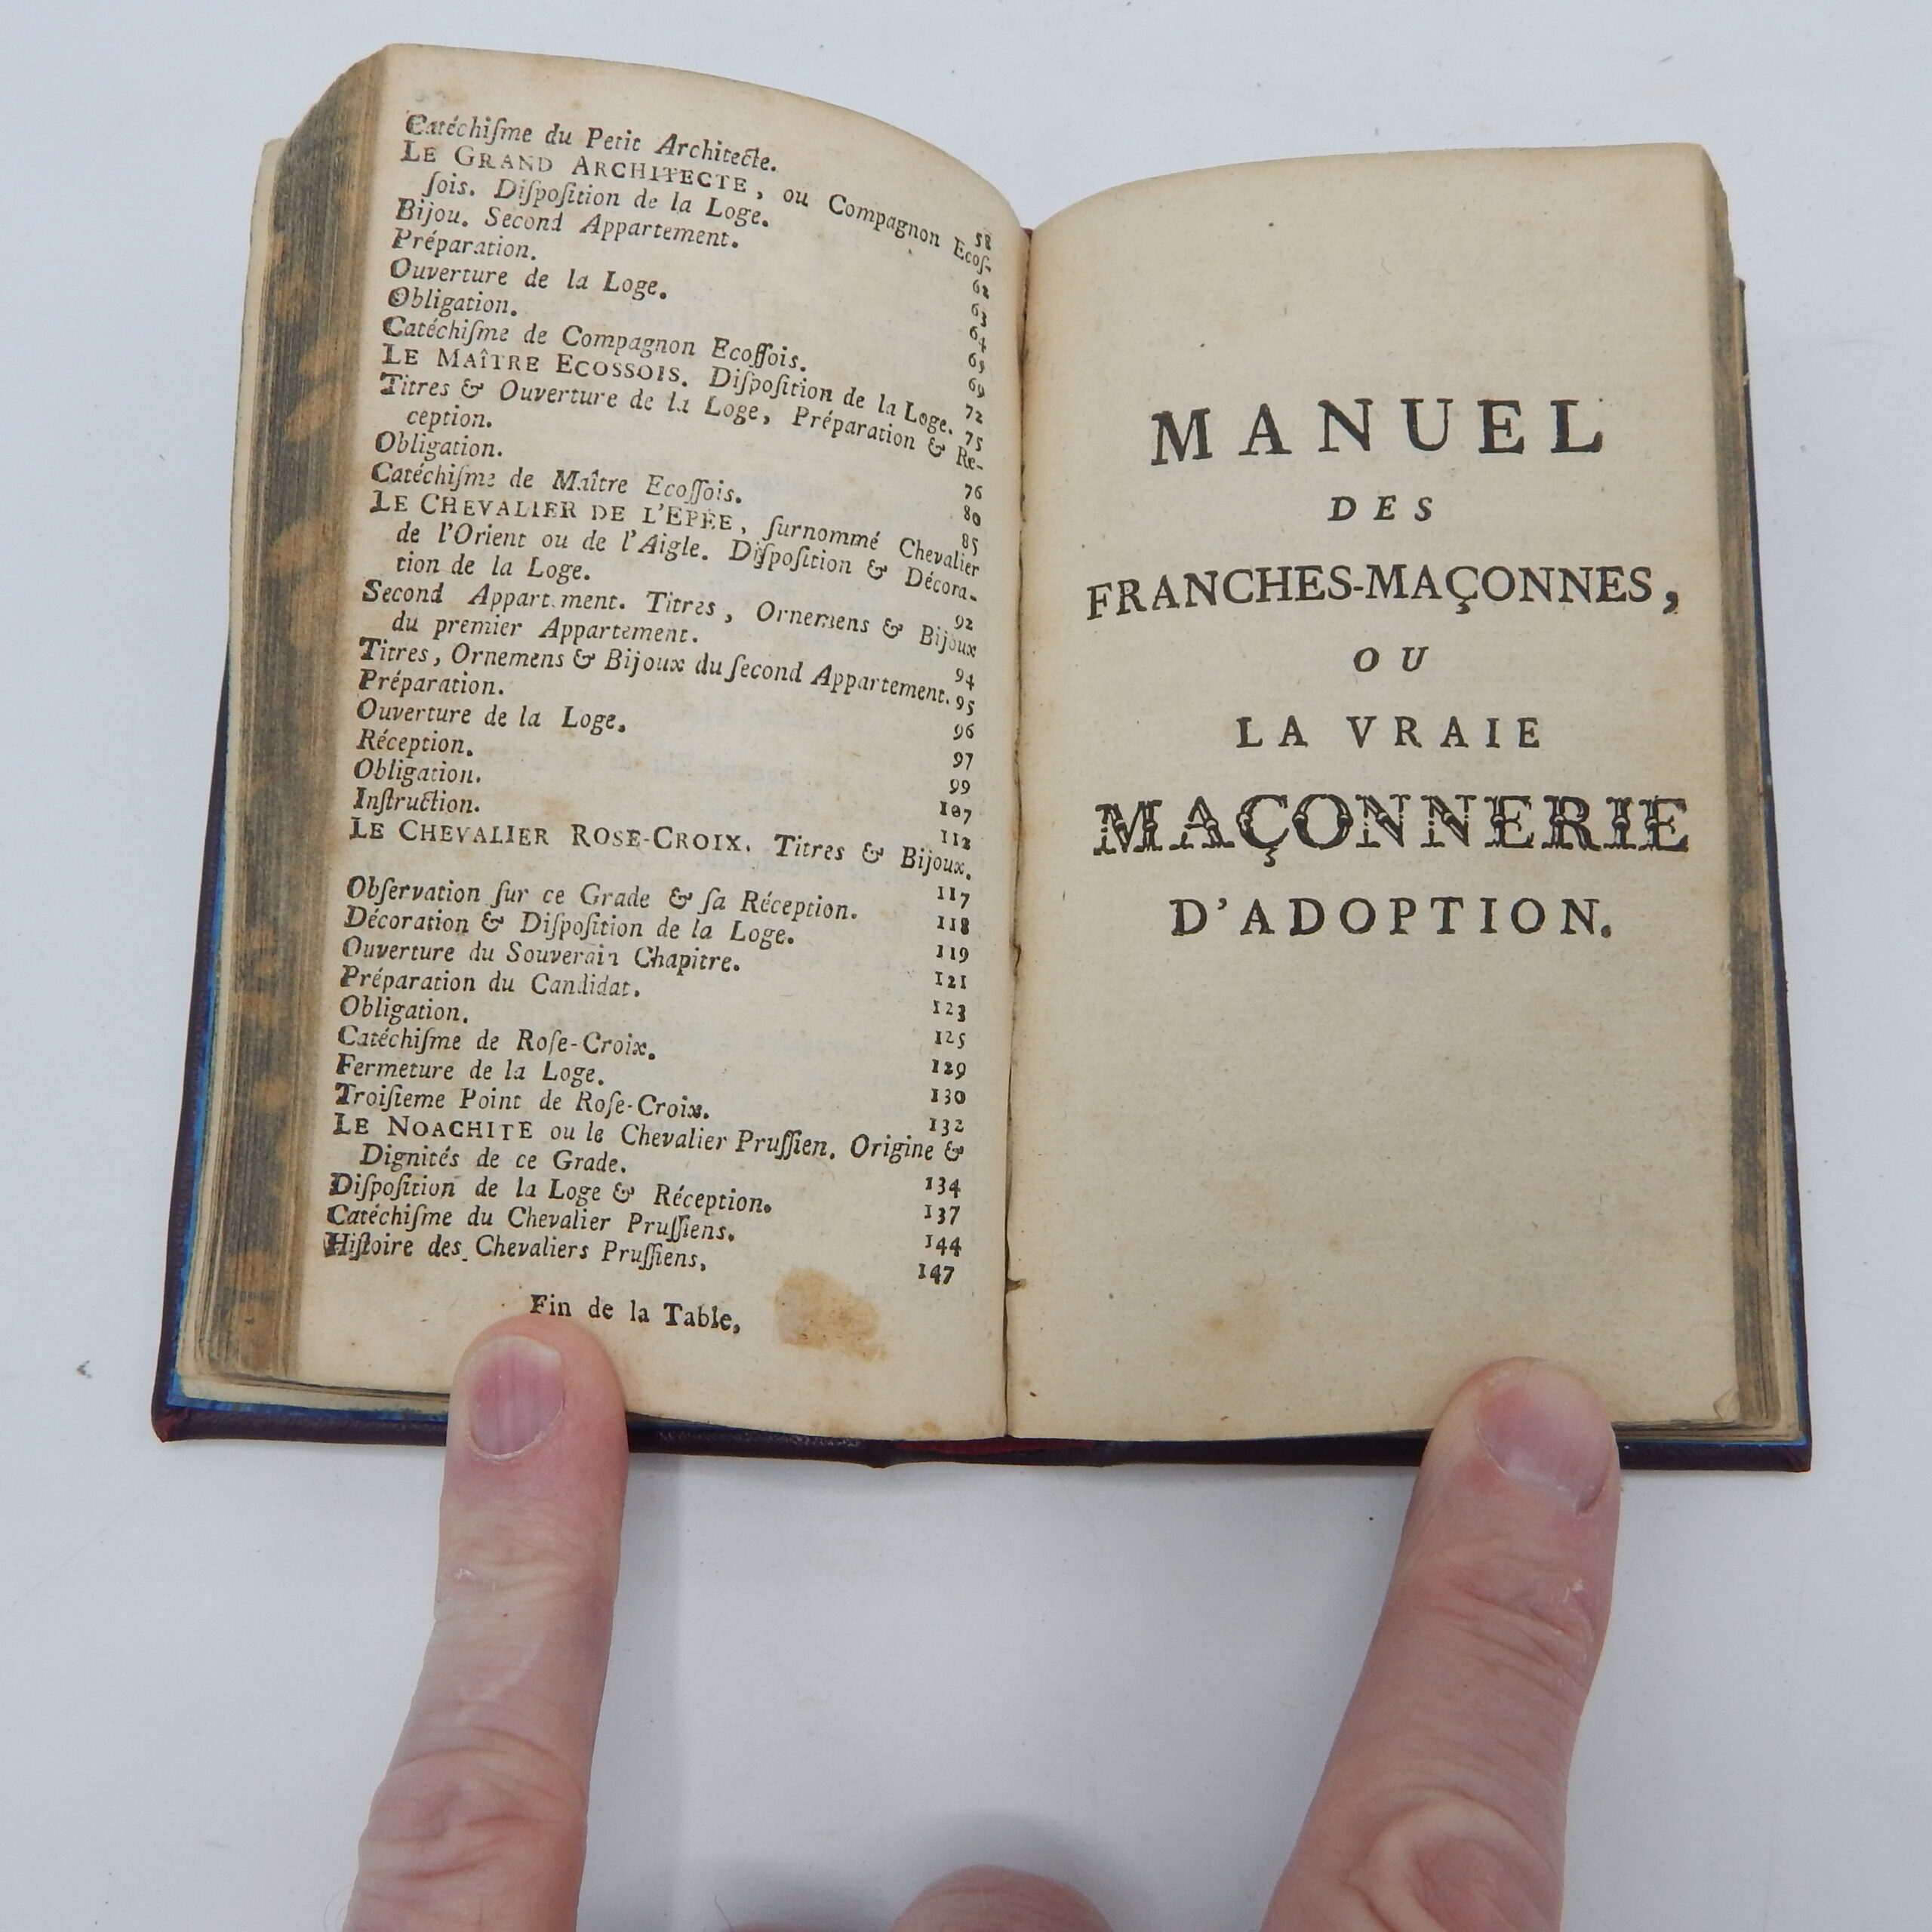 Catéchiſme du Petit Architecte. 58
LE GRAND ARCHITECTE, ou Compagnon Ecoſ-
ſois. Diſpoſition de la Loge. 62
Bijou. Second Appartement. 63
Préparation. 64
Ouverture de la Loge. 65
Obligation. 69
Catéchiſme de Compagnon Ecoſſois. 72
LE MAÎTRE ECOSSOIS. Diſpoſition de la Loge. 75
Titres & Ouverture de la Loge, Préparation & Re-
ception. 76
Obligation. 80
Catéchiſme de Maître Ecoſſois. 85
LE CHEVALIER DE L'EPÉE, ſurnommé Chevalier
de l'Orient ou de l'Aigle. Diſpoſition & Décora-
tion de la Loge. 92
Second Appartement. Titres, Ornemens & Bijoux
du premier Appartement. 94
Titres, Ornemens & Bijoux du ſecond Appartement. 95
Préparation. 96
Ouverture de la Loge. 97
Réception. 99
Obligation. 107
Inſtruction. 112
LE CHEVALIER ROSE-CROIX. Titres & Bijoux.
117
Obſervation ſur ce Grade & ſa Réception. 118
Décoration & Diſpoſition de la Loge. 119
Ouverture du Souverain Chapitre. 121
Préparation du Candidat. 123
Obligation. 125
Catéchiſme de Roſe-Croix. 129
Fermeture de la Loge. 130
Troiſieme Point de Roſe-Croix. 132
LE NOACHITE ou le Chevalier Pruſſien. Origine &
Dignités de ce Grade. 134
Diſpoſition de la Loge & Réception. 137
Catéchiſme du Chevalier Pruſſiens. 144
Hiſtoire des Chevaliers Pruſſiens, 147
Fin de la Table,
MANUEL
DES
FRANCHES-MAÇONNES,
OU
LA VRAIE
MAÇONNERIE
D'ADOPTION.